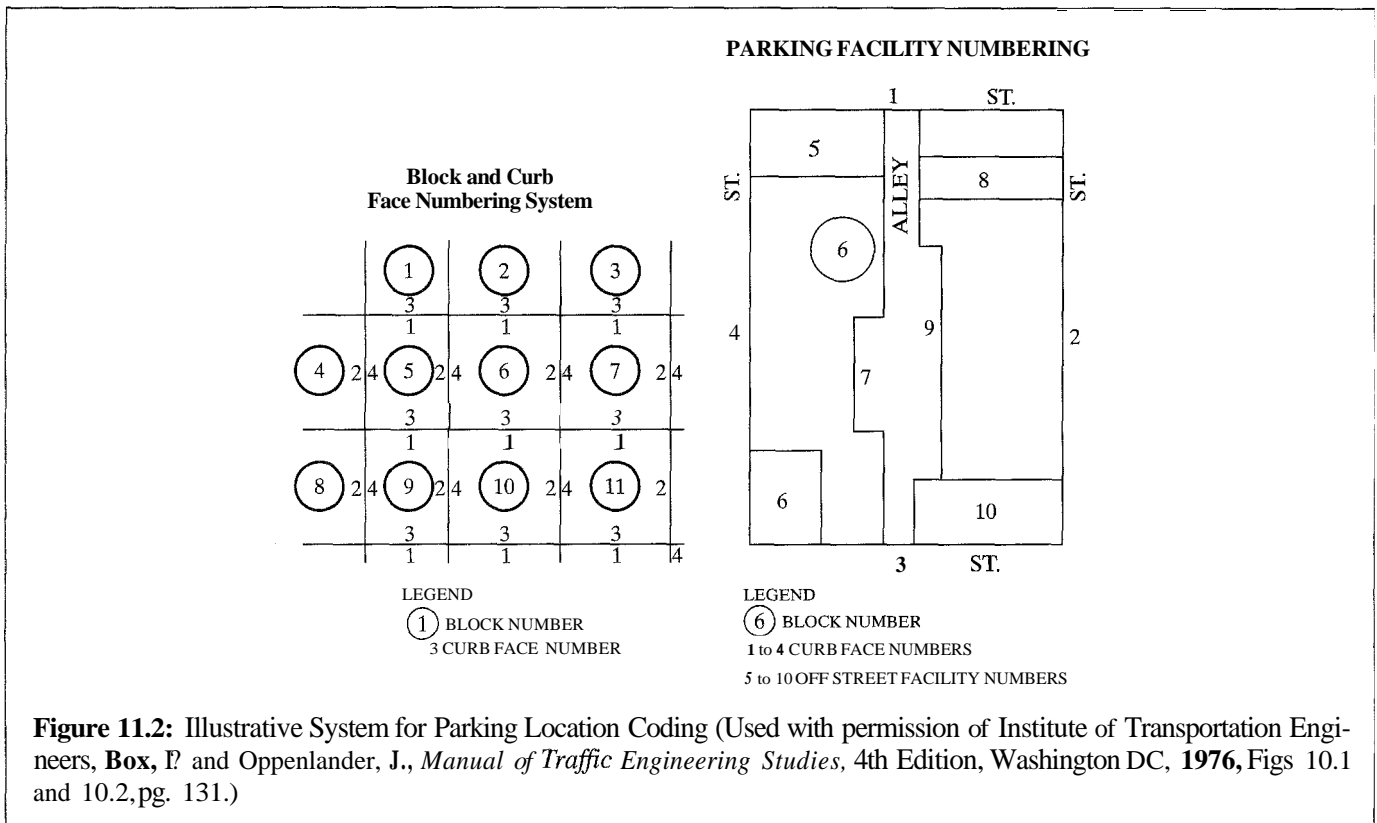 PARKING FACILITY NUMBERING
1 ST.
5
8
ST.
ALLEY
ST.
6
4
9
2
7
6
10
3 ST.
LEGEND
6 BLOCK NUMBER
1 to 4 CURB FACE NUMBERS
5 to 10 OFF STREET FACILITY NUMBERS
Block and Curb
Face Numbering System
1 2 3
3 3 3
1 1 1
4 2 4 5 2 4 6 2 4 7 2 4
3 3 3
1 1 1
8 2 4 9 2 4 10 2 4 11 2
3 3 3
1 1 1 4
LEGEND
1 BLOCK NUMBER
3 CURB FACE NUMBER
Figure 11.2: Illustrative System for Parking Location Coding (Used with permission of Institute of Transportation Engi-
neers, Box, I? and Oppenlander, J., Manual of Traffic Engineering Studies, 4th Edition, Washington DC, 1976, Figs 10.1
and 10.2, pg. 131.)